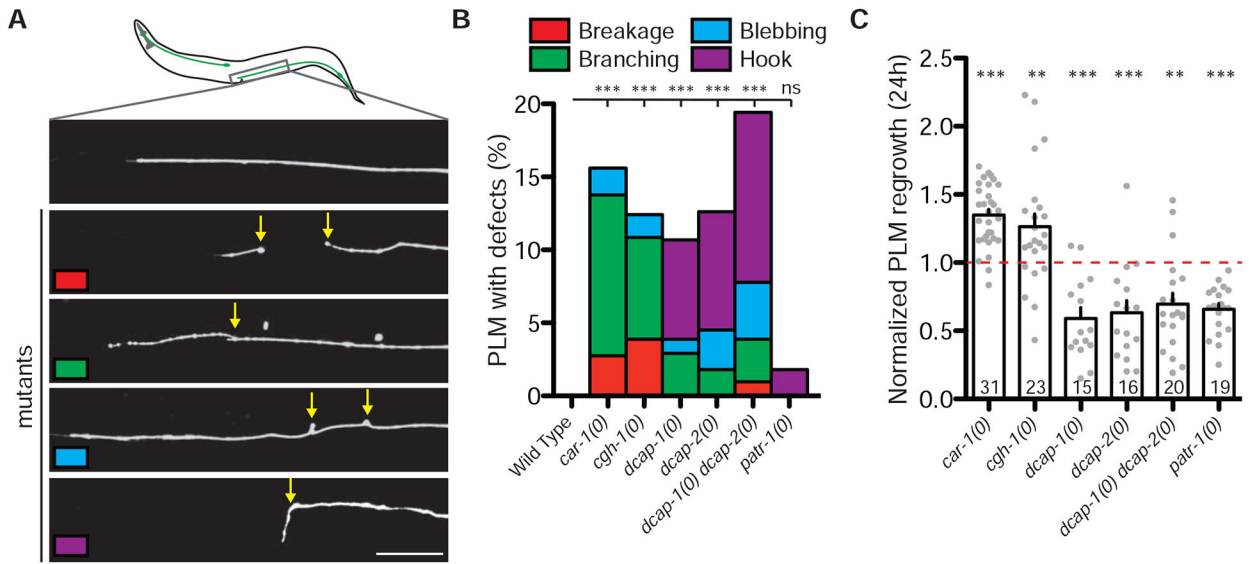 A
mutants
B
Breakage
Blebbing
Branching
Hook
*** *** *** *** *** ns
PLM with defects (%)
20
15
10
5
0
Wild Type
car-1(0)
cgh-1(0)
dcap-1(0)
dcap-2(0)
dcap-1(0) dcap-2(0)
patr-1(0)
C
Normalized PLM regrowth (24h)
*** ** *** *** ** ***
2.5
2.0
1.5
1.0
0.5
0.0
31 23 15 16 20 19
car-1(0)
cgh-1(0)
dcap-1(0)
dcap-2(0)
dcap-1(0) dcap-2(0)
patr-1(0)